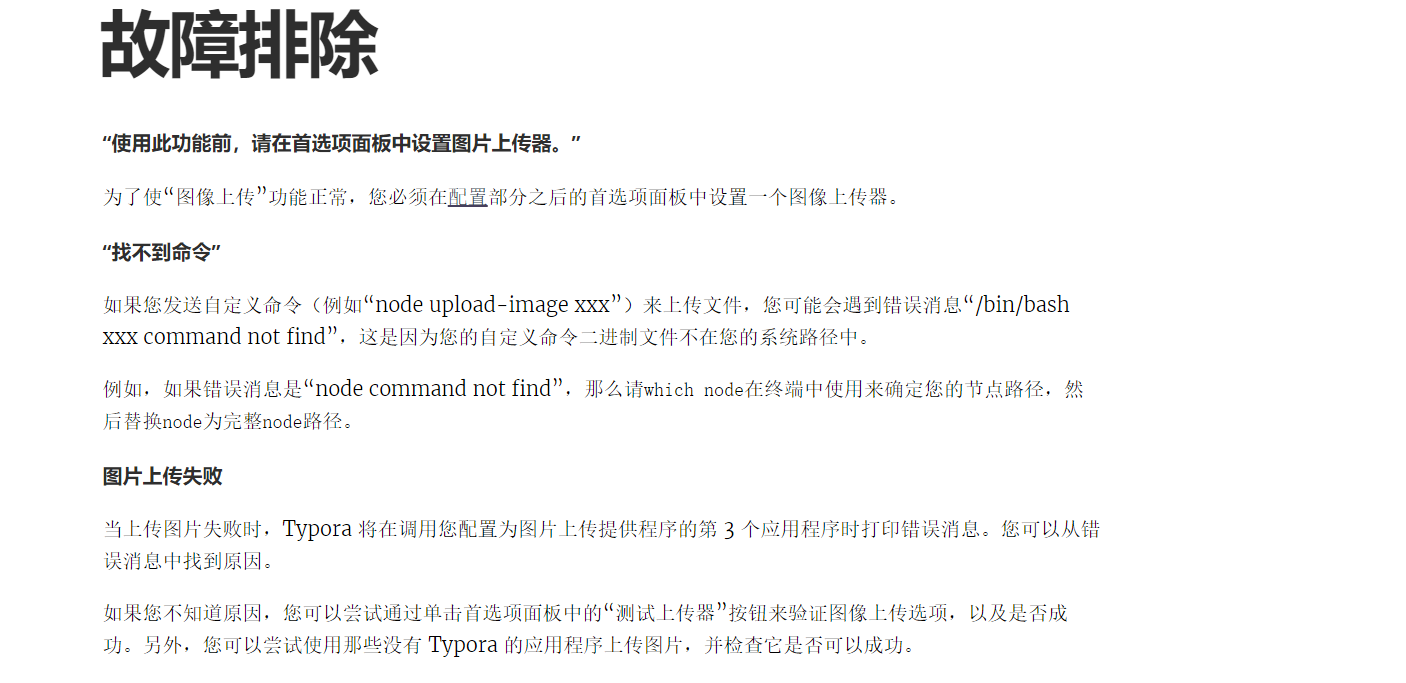 故障排除
“使用此功能前，请在首选项面板中设置图片上传器。”
为了使“图像上传”功能正常，您必须在配置部分之后的首选项面板中设置一个图像上传器。
“找不到命令”
如果您发送自定义命令（例如“node upload-image xxx”）来上传文件，您可能会遇到错误消息“/bin/bash
xxx command not find”，这是因为您的自定义命令二进制文件不在您的系统路径中。
例如，如果错误消息是“node command not find”，那么请which node在终端中使用来确定您的节点路径，然
后替换node为完整node路径。
图片上传失败
当上传图片失败时，Typora 将在调用您配置为图片上传提供程序的第 3 个应用程序时打印错误消息。您可以从错
误消息中找到原因。
如果您不知道原因，您可以尝试通过单击首选项面板中的“测试上传器”按钮来验证图像上传选项，以及是否成
功。另外，您可以尝试使用那些没有 Typora 的应用程序上传图片，并检查它是否可以成功。